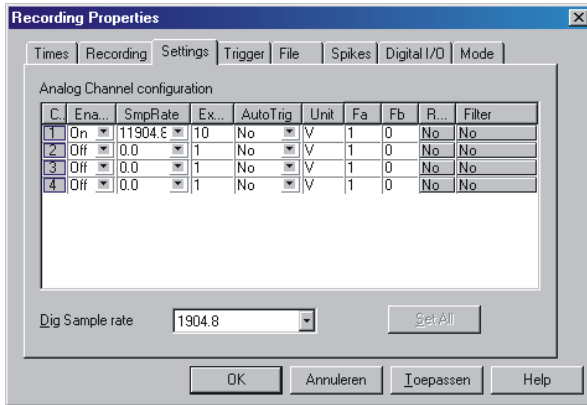 Recording Properties
Times Recording Settings Trigger File Spikes Digital I/O Mode
Analog Channel configuration
C.. Ena... SmpRate Ex... AutoTrig Unit Fa Fb R... Filter
1 On 11904.8 10 No V 1 0 No No
2 Off 0.0 1 No V 1 0 No No
3 Off 0.0 1 No V 1 0 No No
4 Off 0.0 1 No V 1 0 No No
Dig Sample rate 1904.8 Set All
OK Annuleren Toepassen Help